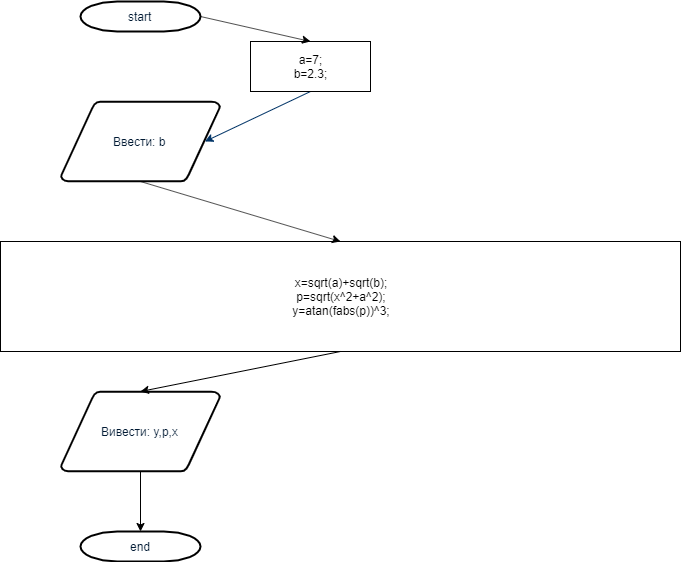 start
a=7;
b=2.3;
Ввести: b
x=sqrt(a)+sqrt(b);
p=sqrt(x^2+a^2);
y=atan(fabs(p))^3;
Вивести: y,p,x
end